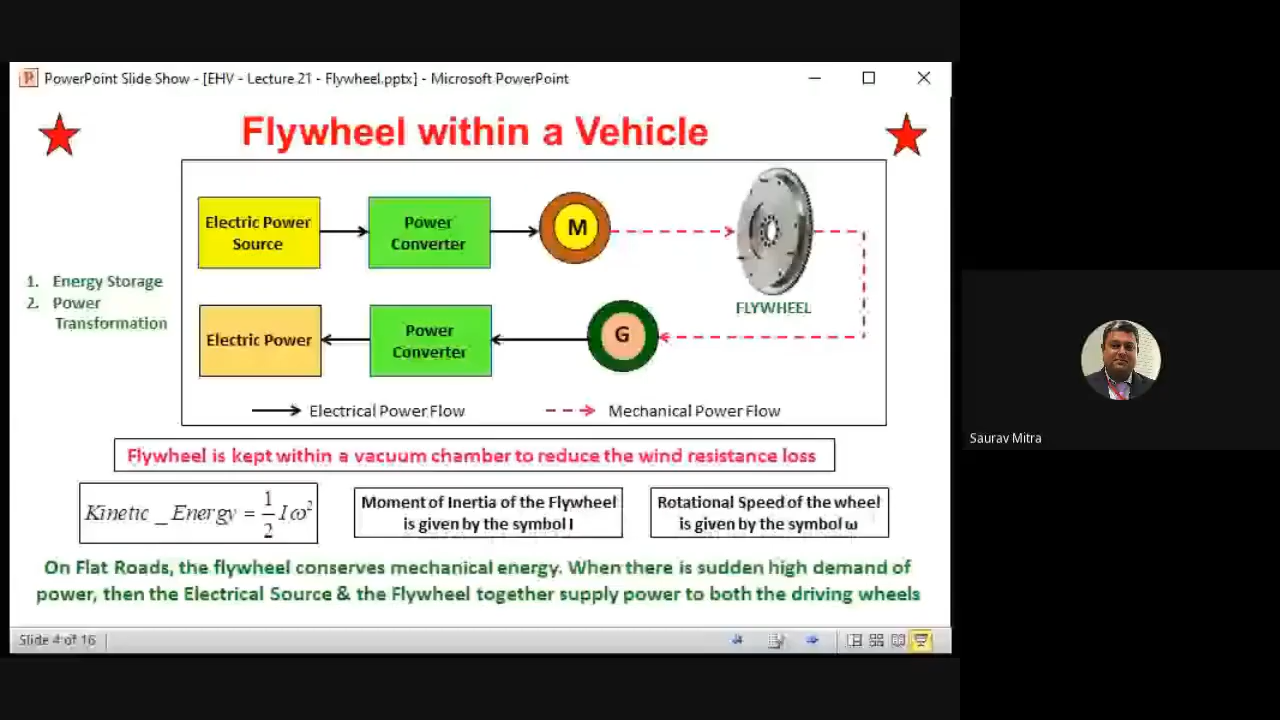 PowerPoint Slide Show - [EHV - Lecture 21 - Flywheel.pptx] - Microsoft PowerPoint
Flywheel within a Vehicle
Electric Power
Source
Power
Converter
M
1. Energy Storage
2. Power
Transformation
FLYWHEEL
Electric Power
Power
Converter
G
Electrical Power Flow
Mechanical Power Flow
Flywheel is kept within a vacuum chamber to reduce the wind resistance loss
Kinetic _ Energy = 1/2 Iω²
Moment of Inertia of the Flywheel
is given by the symbol I
Rotational Speed of the wheel
is given by the symbol ω
On Flat Roads, the flywheel conserves mechanical energy. When there is sudden high demand of
power, then the Electrical Source & the Flywheel together supply power to both the driving wheels
Slide 4 of 16
Saurav Mitra